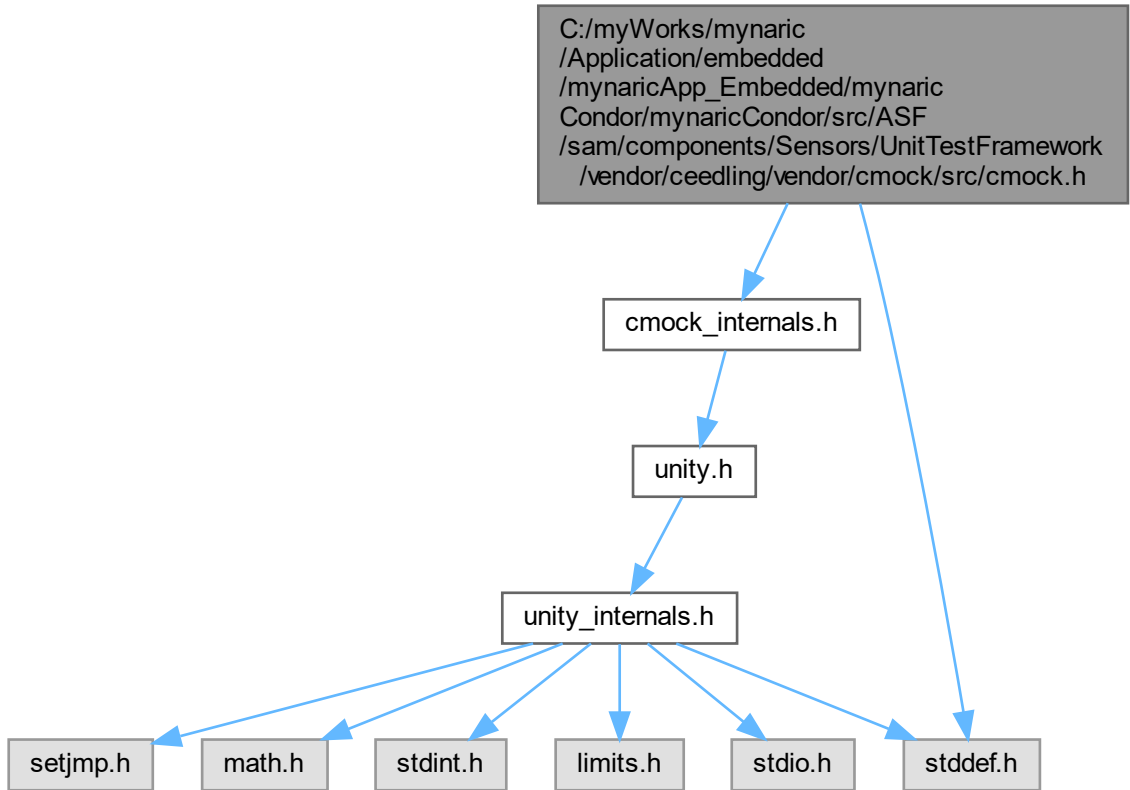 C:/myWorks/mynaric
/Application/embedded
/mynaricApp_Embedded/mynaric
Condor/mynaricCondor/src/ASF
/sam/components/Sensors/UnitTestFramework
/vendor/ceedling/vendor/cmock/src/cmock.h
cmock_internals.h
unity.h
unity_internals.h
setjmp.h
math.h
stdint.h
limits.h
stdio.h
stddef.h